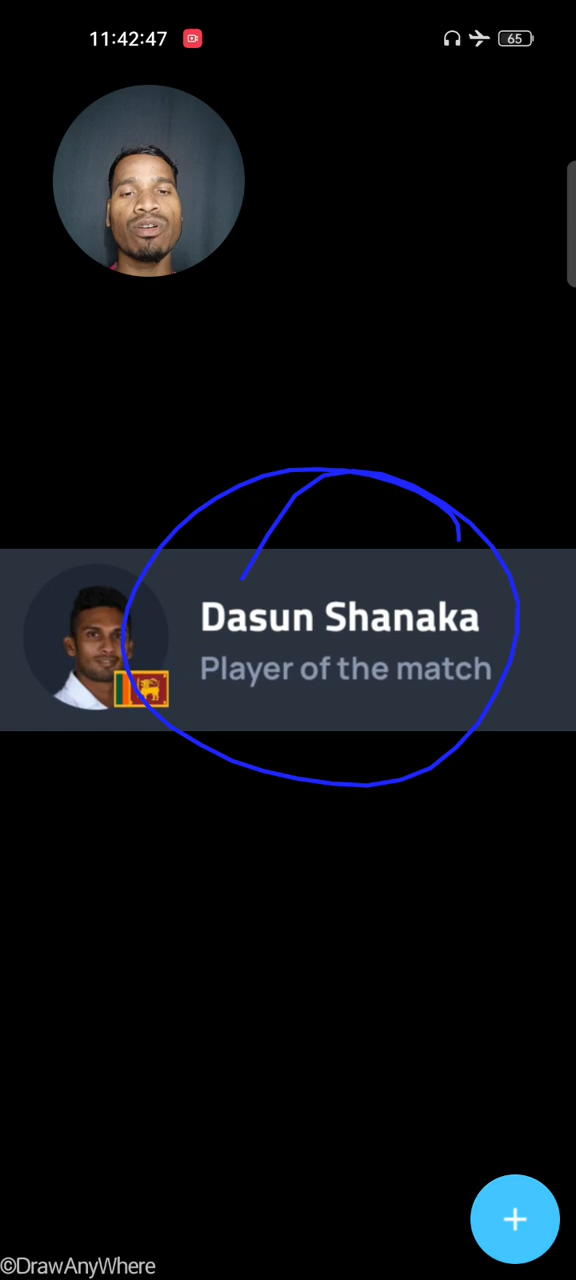 11:42:47
65
Dasun Shanaka
Player of the match
©DrawAnyWhere